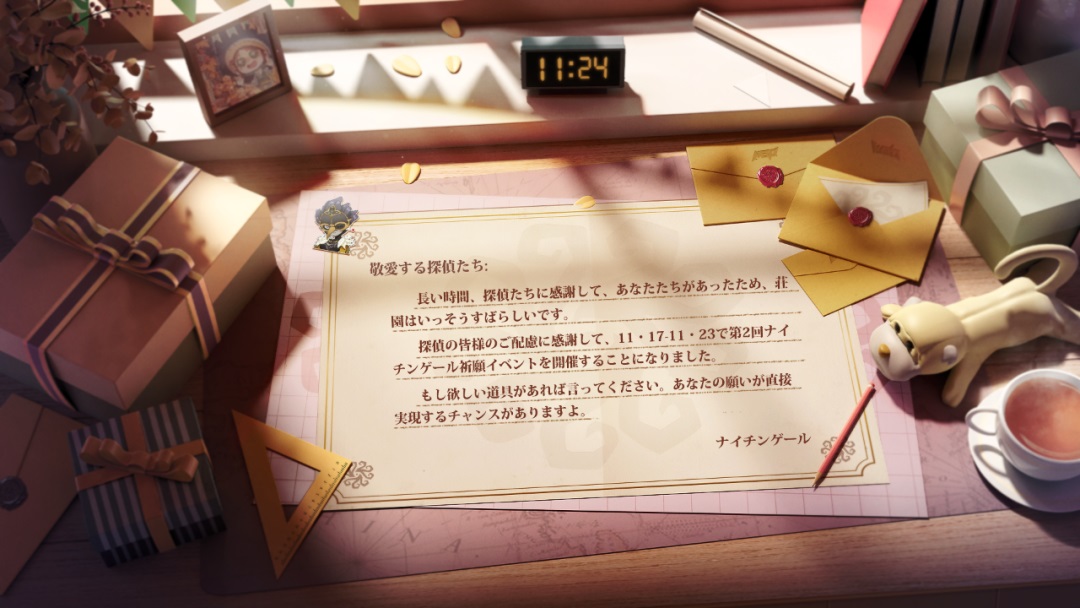 11:24
敬愛する探偵たち:
長い時間、探偵たちに感謝して、あなたたちがあったため、荘
園はいっそうすばらしいです。
探偵の皆様のご配慮に感謝して、11・17-11・23で第2回ナイ
チンゲール祈願イベントを開催することになりました。
もし欲しい道具があれば言ってください。あなたの願いが直接
実現するチャンスがありますよ。
ナイチンゲール